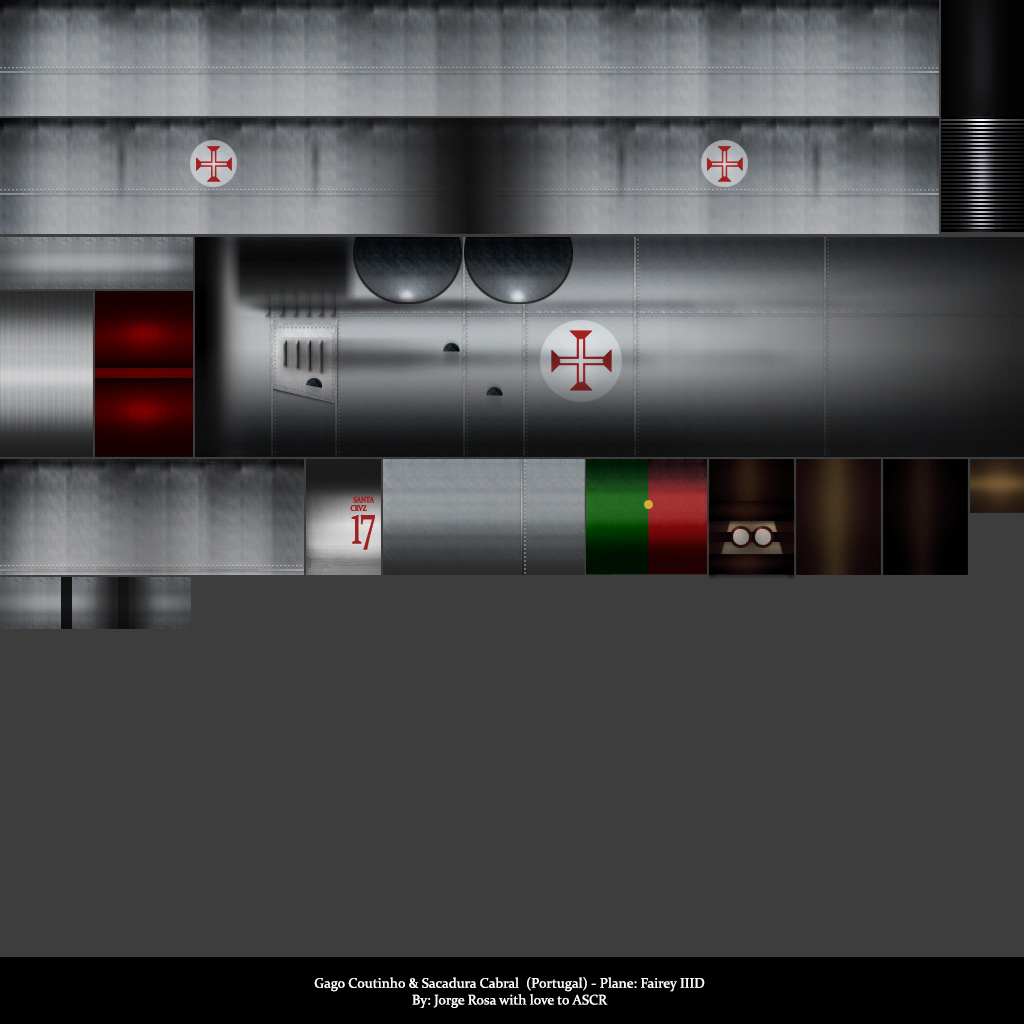 SANTA
CRVZ
17
Gago Coutinho & Sacadura Cabral (Portugal) - Plane: Fairey IIID
By: Jorge Rosa with love to ASCR